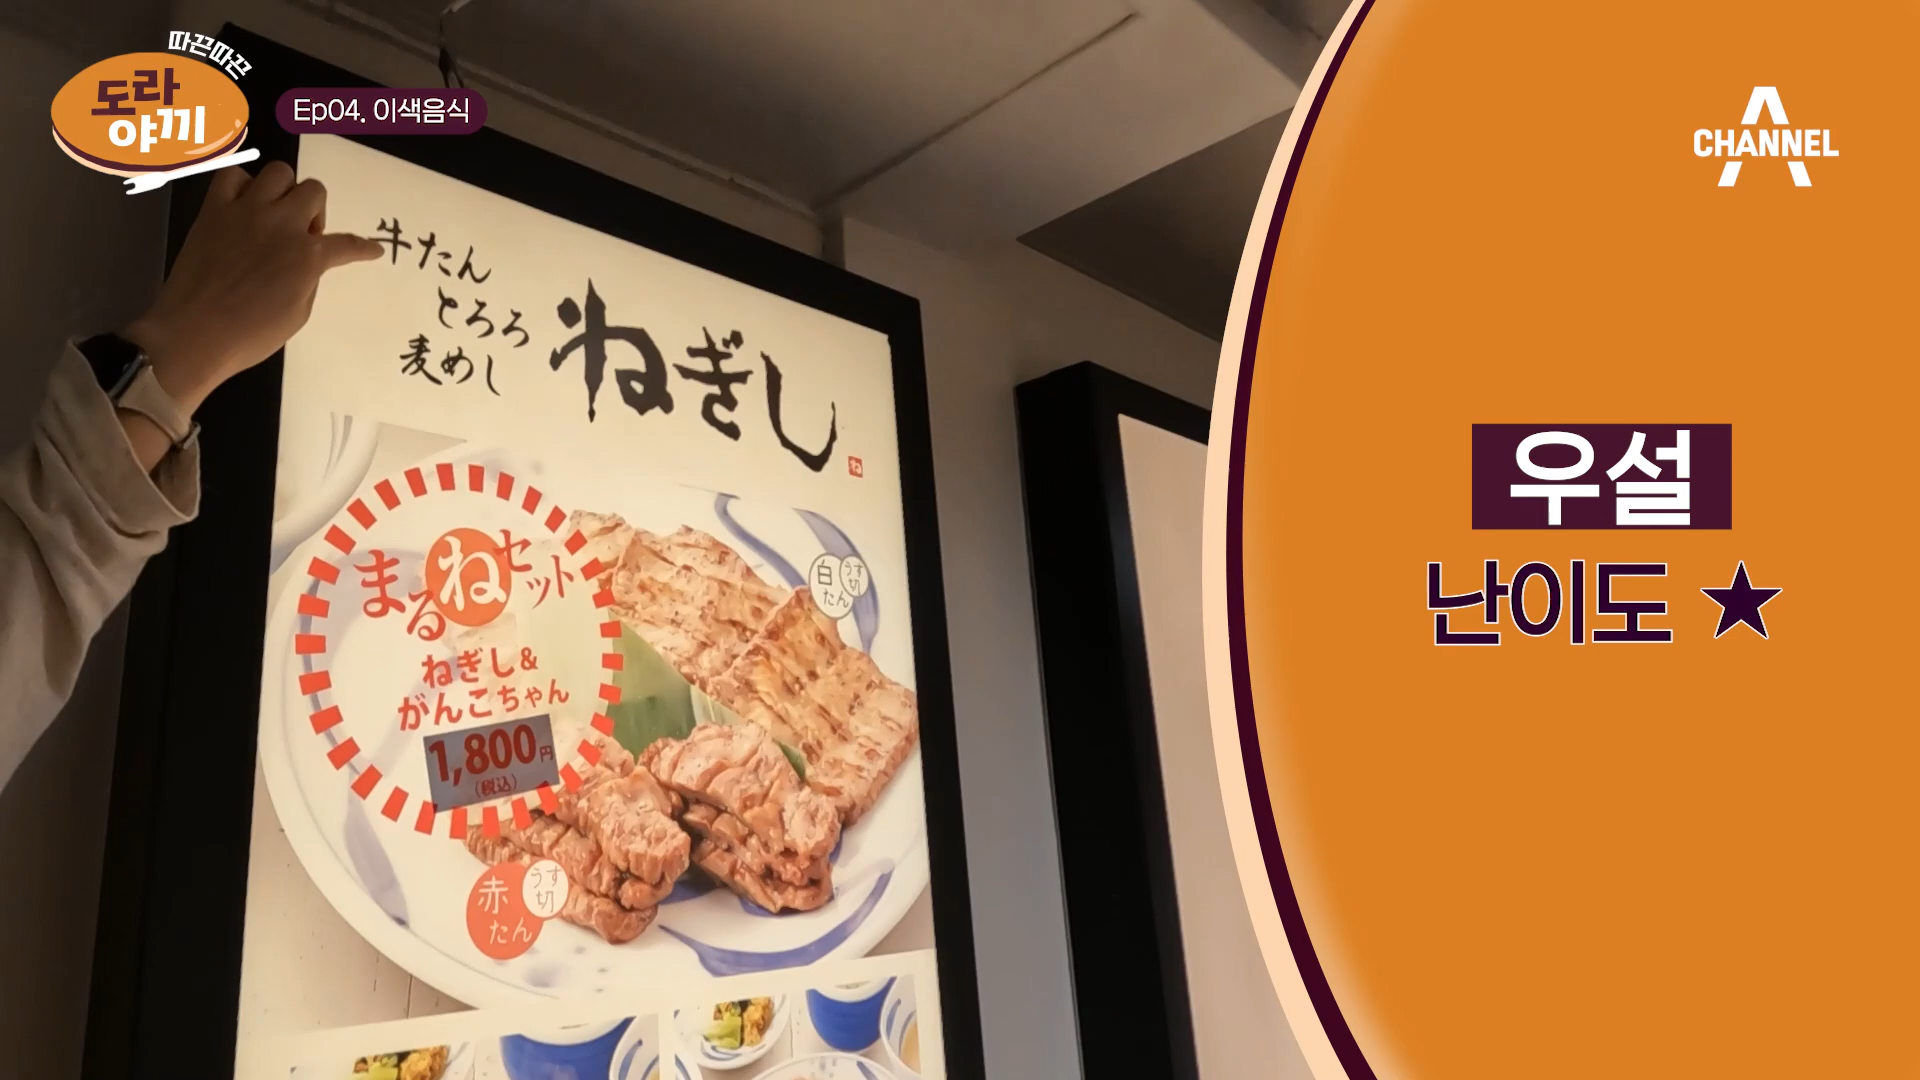 따끈따끈
도라
야끼
Ep04. 이색음식
CHANNEL A
牛たん
とろろ
麦めし
ねぎし
ね
まるねセット
ねぎし&
がんこちゃん
1,800円
(税込)
白たん
うす切
赤たん
うす切
우설
난이도 ★